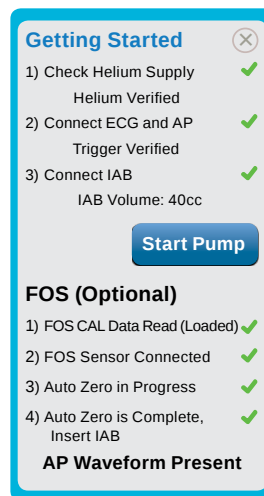 Getting Started
1) Check Helium Supply
Helium Verified
2) Connect ECG and AP
Trigger Verified
3) Connect IAB
IAB Volume: 40cc
Start Pump
FOS (Optional)
1) FOS CAL Data Read (Loaded)
2) FOS Sensor Connected
3) Auto Zero in Progress
4) Auto Zero is Complete,
Insert IAB
AP Waveform Present